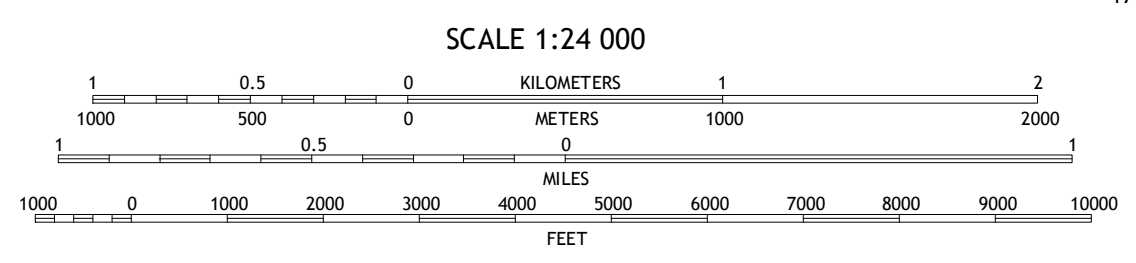 SCALE 1:24 000
1 0.5 0 KILOMETERS 1 2
1000 500 0 METERS 1000 2000
1 0.5 0 1
MILES
1000 0 1000 2000 3000 4000 5000 6000 7000 8000 9000 10000
FEET